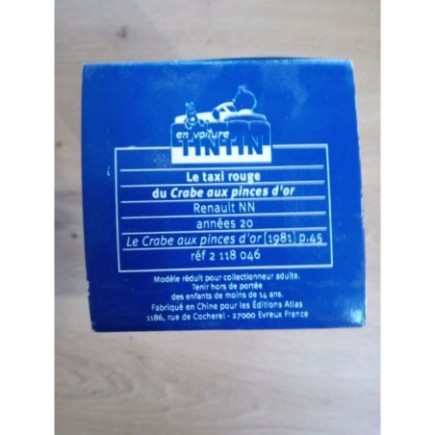 en voiture
TINTIN
Le taxi rouge
du Crabe aux pinces d'or
Renault NN
années 20
Le Crabe aux pinces d'or 1981 p.45
réf 2 118 046
Modèle réduit pour collectionneur adulte.
Tenir hors de portée
des enfants de moins de 14 ans.
Fabriqué en Chine pour les Éditions Atlas
1186, rue de Cocherel - 27000 Evreux France